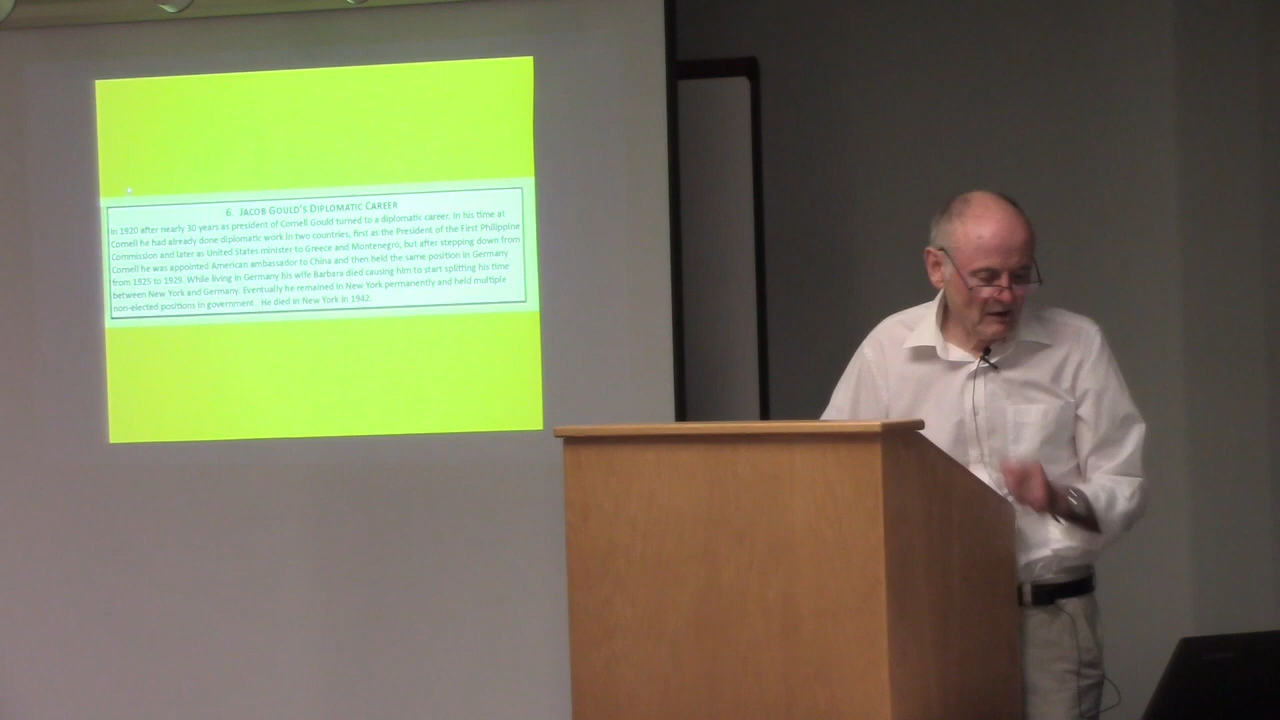 6. JACOB GOULD'S DIPLOMATIC CAREER
In 1920 after nearly 30 years as president of Cornell Gould turned to a diplomatic career. In his time at
Cornell he had already done diplomatic work in two countries, first as the President of the First Philippine
Commission and later as United States minister to Greece and Montenegro, but after stepping down from
Cornell he was appointed American ambassador to China and then held the same position in Germany
from 1925 to 1929. While living in Germany his wife Barbara died causing him to start splitting his time
between New York and Germany. Eventually he remained in New York permanently and held multiple
non-elected positions in government. He died in New York in 1942.